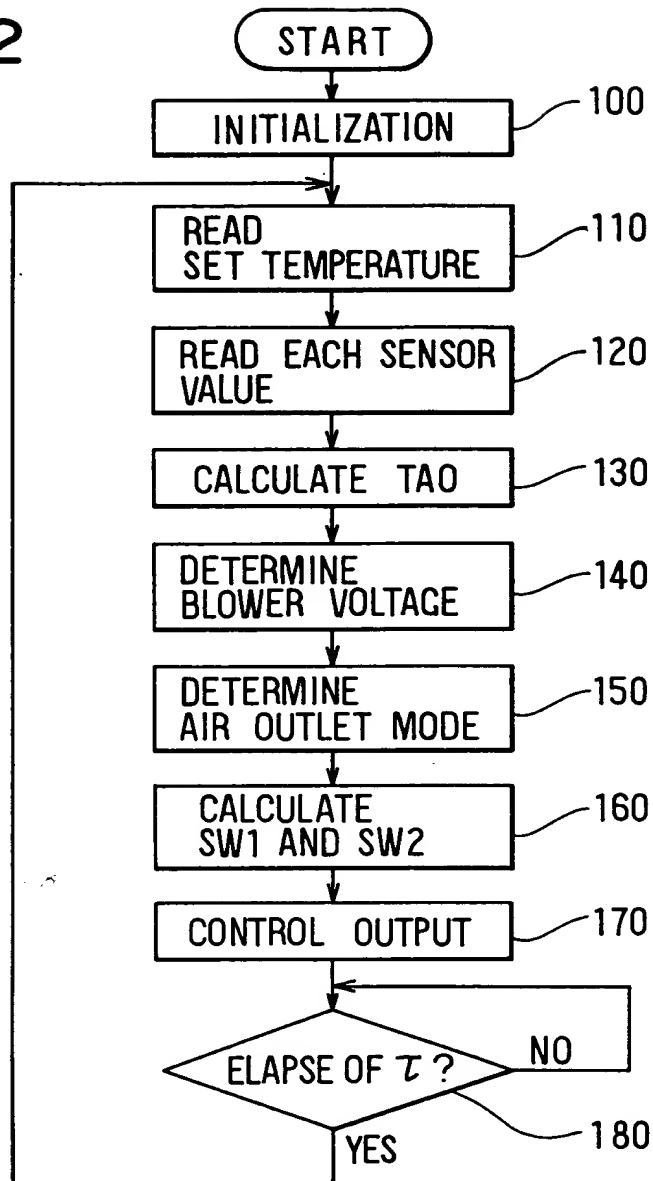 2
START
INITIALIZATION
100
READ
SET TEMPERATURE
110
READ EACH SENSOR
VALUE
120
CALCULATE TAO
130
DETERMINE
BLOWER VOLTAGE
140
DETERMINE
AIR OUTLET MODE
150
CALCULATE
SW1 AND SW2
160
CONTROL OUTPUT
170
ELAPSE OF τ ?
NO
180
YES